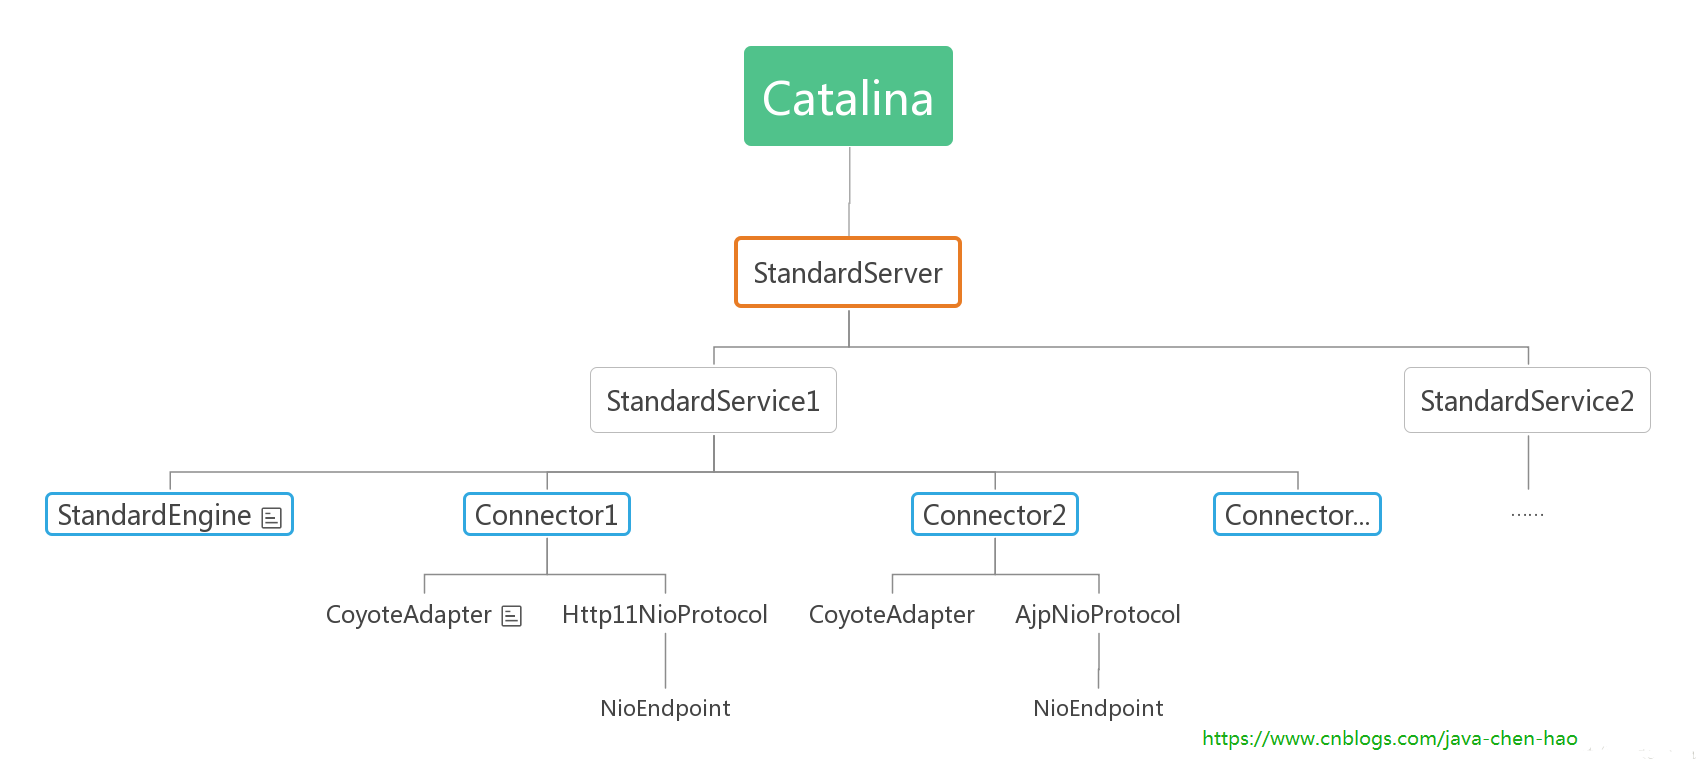 Catalina
StandardServer
StandardService1
StandardService2
StandardEngine
Connector1
Connector2
Connector...
......
CoyoteAdapter
Http11NioProtocol
CoyoteAdapter
AjpNioProtocol
NioEndpoint
NioEndpoint
https://www.cnblogs.com/java-chen-hao